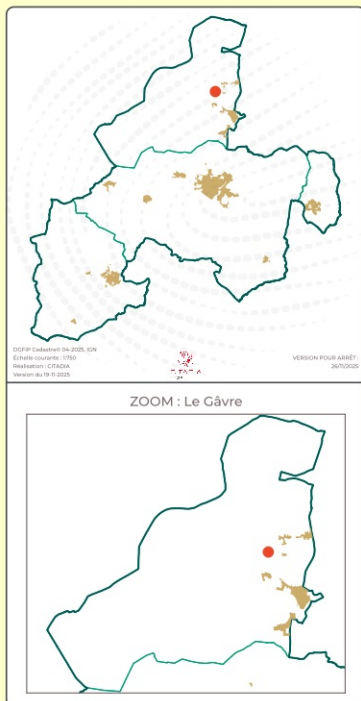 DGFIP Cadastre® 04-2025, IGN
Échelle courante : 1:750
Réalisation : CITADIA
Version du 19-11-2025
CITADIA
VERSION POUR ARRÊT :
26/11/2025
ZOOM : Le Gâvre